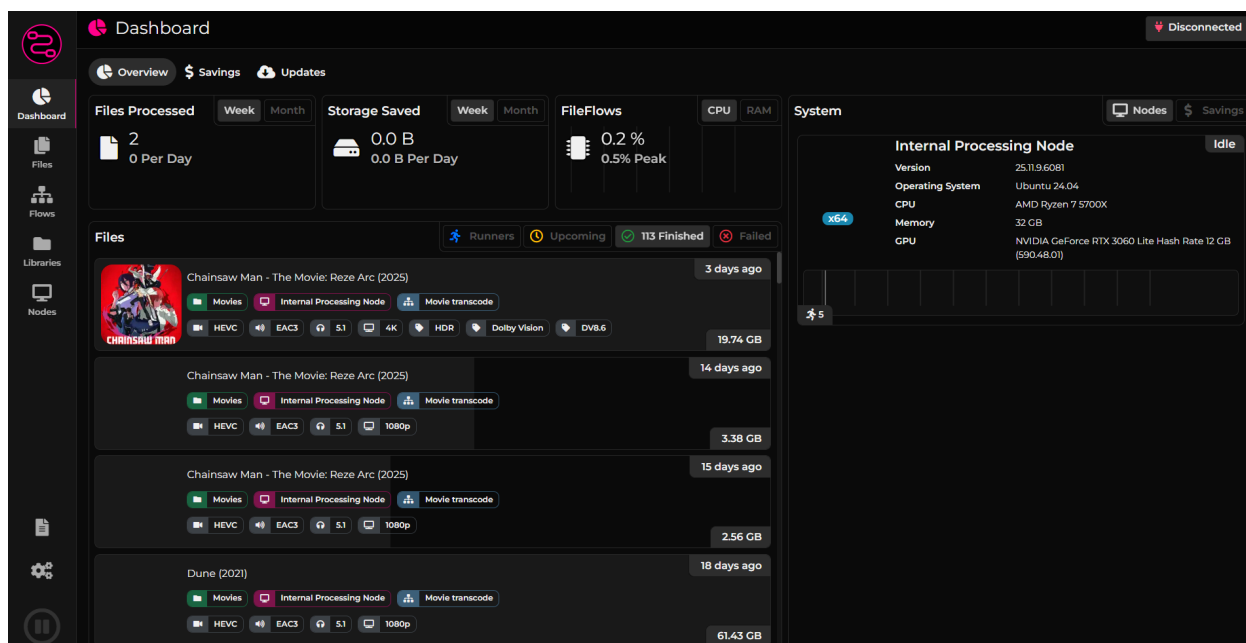 Dashboard
Disconnected
Overview
Savings
Updates
Dashboard
Files
Flows
Libraries
Nodes
Files Processed
Week
Month
2
0 Per Day
Storage Saved
Week
Month
0.0 B
0.0 B Per Day
FileFlows
CPU
RAM
0.2 %
0.5% Peak
System
Nodes
Savings
Internal Processing Node
Idle
x64
Version 25.11.9.6081
Operating System Ubuntu 24.04
CPU AMD Ryzen 7 5700X
Memory 32 GB
GPU NVIDIA GeForce RTX 3060 Lite Hash Rate 12 GB
(590.48.01)
5
Files
Runners
Upcoming
113 Finished
Failed
CHAINSAW MAN
Chainsaw Man - The Movie: Reze Arc (2025)
3 days ago
Movies Internal Processing Node Movie transcode
HEVC EAC3 5.1 4K HDR Dolby Vision DV8.6
19.74 GB
Chainsaw Man - The Movie: Reze Arc (2025)
14 days ago
Movies Internal Processing Node Movie transcode
HEVC EAC3 5.1 1080p
3.38 GB
Chainsaw Man - The Movie: Reze Arc (2025)
15 days ago
Movies Internal Processing Node Movie transcode
HEVC EAC3 5.1 1080p
2.56 GB
Dune (2021)
18 days ago
Movies Internal Processing Node Movie transcode
HEVC EAC3 5.1 1080p
61.43 GB